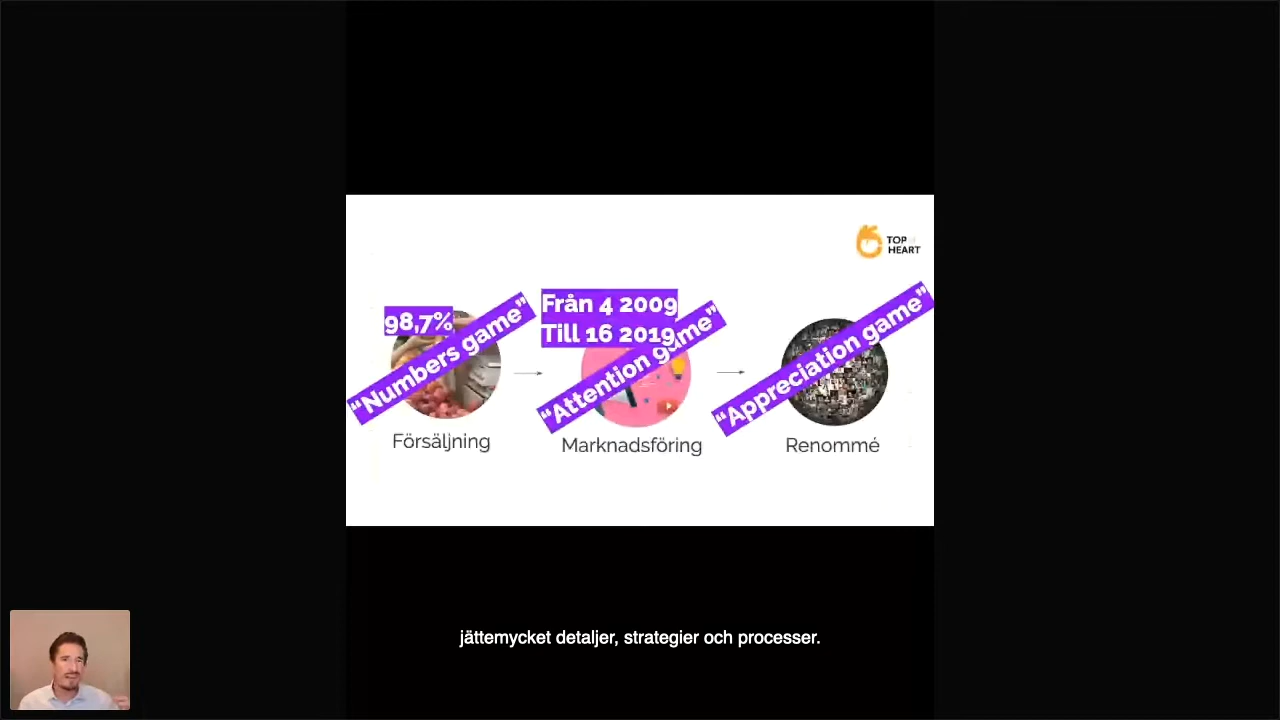 TOP
HEART
98,7%
“Numbers game”
Från 4 2009
Till 16 2019
“Attention game”
“Appreciation game”
Försäljning
Marknadsföring
Renommé
jättemycket detaljer, strategier och processer.